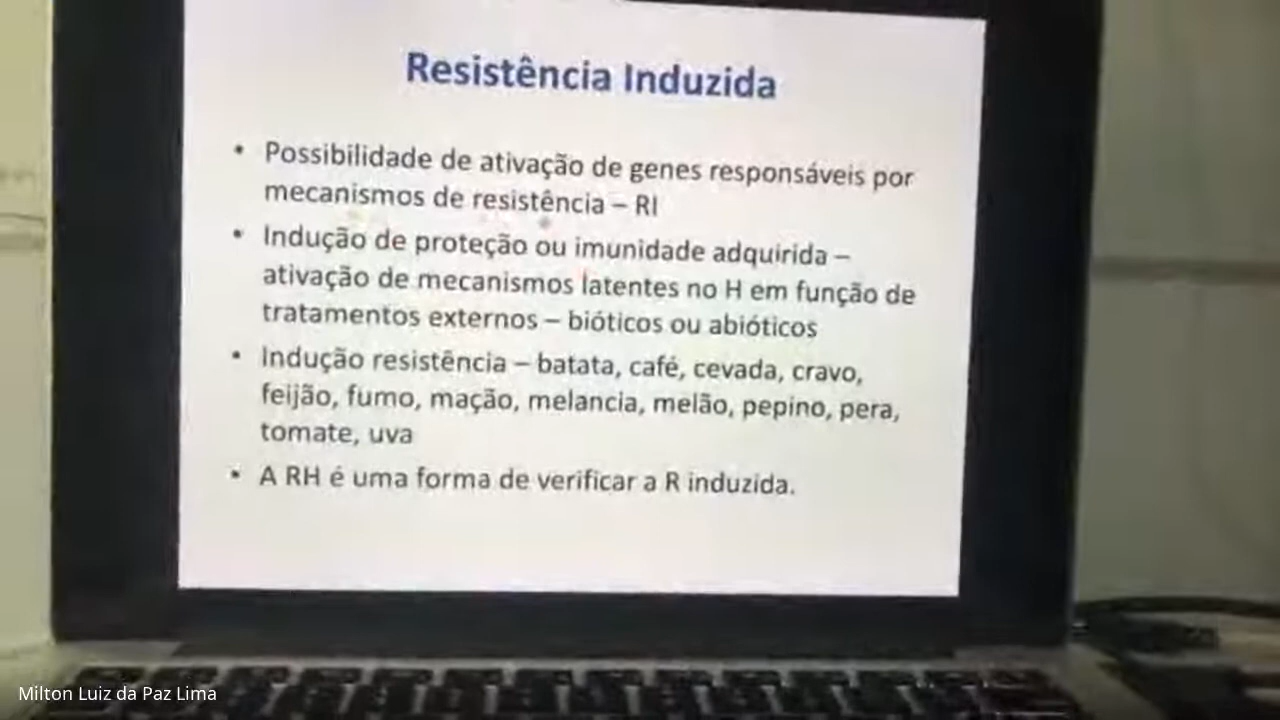 Resistência Induzida
• Possibilidade de ativação de genes responsáveis por
mecanismos de resistência – RI
• Indução de proteção ou imunidade adquirida –
ativação de mecanismos latentes no H em função de
tratamentos externos – bióticos ou abióticos
• Indução resistência – batata, café, cevada, cravo,
feijão, fumo, mação, melancia, melão, pepino, pera,
tomate, uva
• A RH é uma forma de verificar a R induzida.
Milton Luiz da Paz Lima